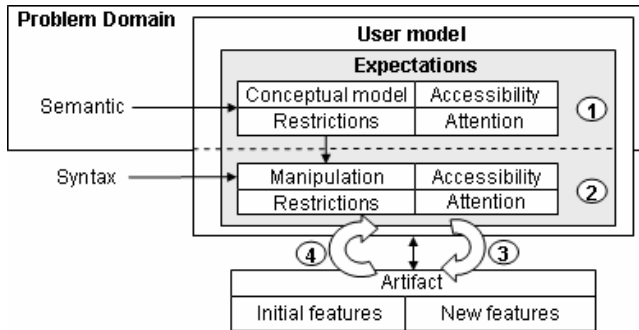 Problem Domain
User model
Expectations
Semantic
Conceptual model Accessibility
Restrictions Attention
1
Syntax
Manipulation Accessibility
Restrictions Attention
2
4
3
Artifact
Initial features New features